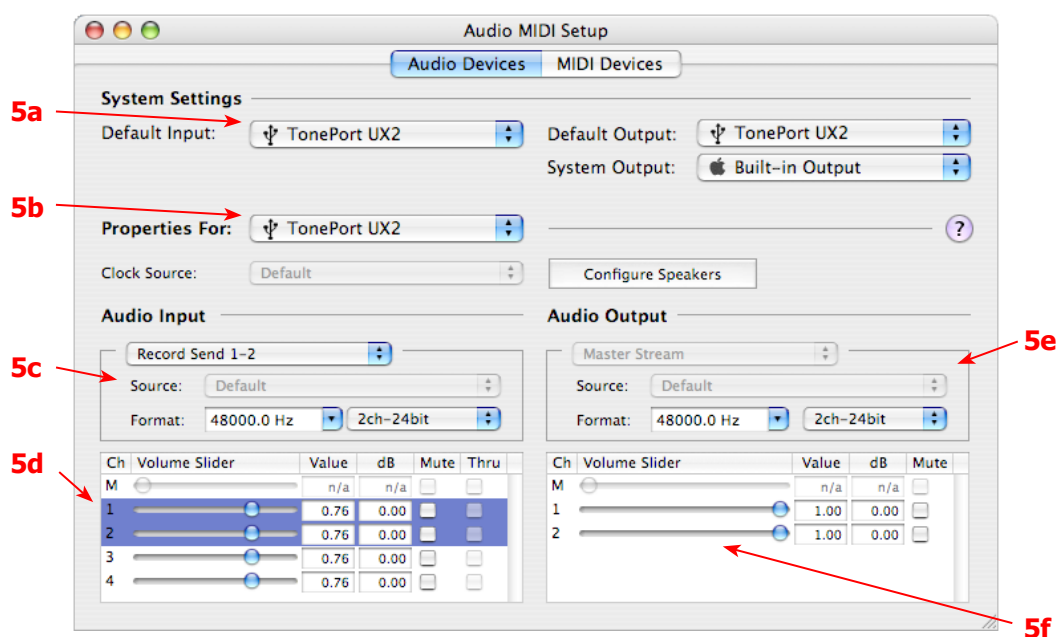 Audio MIDI Setup
Audio Devices MIDI Devices
System Settings
5a
Default Input: TonePort UX2
Default Output: TonePort UX2
System Output: Built-in Output
5b
Properties For: TonePort UX2 ?
Clock Source: Default
Configure Speakers
Audio Input
Audio Output
5c
Record Send 1-2
Source: Default
Format: 48000.0 Hz 2ch-24bit
5e
Master Stream
Source: Default
Format: 48000.0 Hz 2ch-24bit
5d
Ch Volume Slider Value dB Mute Thru
M n/a n/a
1 0.76 0.00
2 0.76 0.00
3 0.76 0.00
4 0.76 0.00
Ch Volume Slider Value dB Mute
M n/a n/a
1 1.00 0.00
2 1.00 0.00
5f